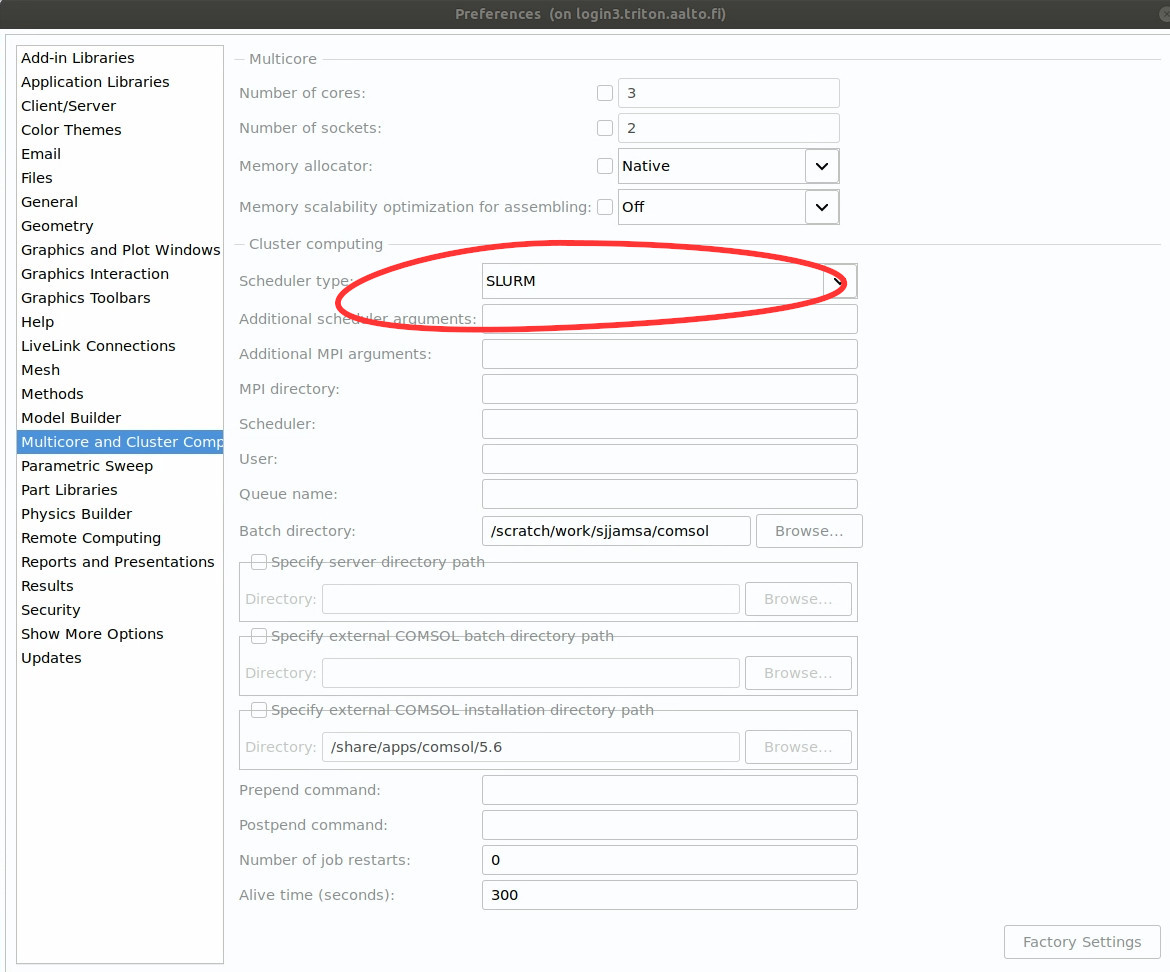 Preferences (on login3.triton.aalto.fi)
Add-in Libraries
Application Libraries
Client/Server
Color Themes
Email
Files
General
Geometry
Graphics and Plot Windows
Graphics Interaction
Graphics Toolbars
Help
LiveLink Connections
Mesh
Methods
Model Builder
Multicore and Cluster Comp
Parametric Sweep
Part Libraries
Physics Builder
Remote Computing
Reports and Presentations
Results
Security
Show More Options
Updates
Multicore
Number of cores: 3
Number of sockets: 2
Memory allocator: Native
Memory scalability optimization for assembling: Off
Cluster computing
Scheduler type: SLURM
Additional scheduler arguments:
Additional MPI arguments:
MPI directory:
Scheduler:
User:
Queue name:
Batch directory: /scratch/work/sjjamsa/comsol Browse...
Specify server directory path
Directory: Browse...
Specify external COMSOL batch directory path
Directory: Browse...
Specify external COMSOL installation directory path
Directory: /share/apps/comsol/5.6 Browse...
Prepend command:
Postpend command:
Number of job restarts: 0
Alive time (seconds): 300
Factory Settings